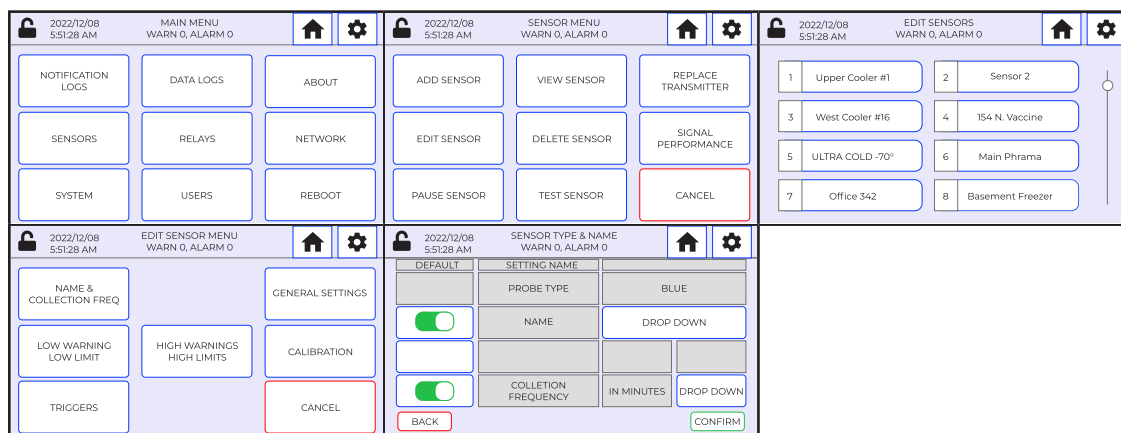 2022/12/08
5:51:28 AM
MAIN MENU
WARN 0, ALARM 0
NOTIFICATION
LOGS
DATA LOGS
ABOUT
SENSORS
RELAYS
NETWORK
SYSTEM
USERS
REBOOT
2022/12/08
5:51:28 AM
SENSOR MENU
WARN 0, ALARM 0
ADD SENSOR
VIEW SENSOR
REPLACE
TRANSMITTER
EDIT SENSOR
DELETE SENSOR
SIGNAL
PERFORMANCE
PAUSE SENSOR
TEST SENSOR
CANCEL
2022/12/08
5:51:28 AM
EDIT SENSORS
WARN 0, ALARM 0
1 Upper Cooler #1
2 Sensor 2
3 West Cooler #16
4 154 N. Vaccine
5 ULTRA COLD -70°
6 Main Phrama
7 Office 342
8 Basement Freezer
2022/12/08
5:51:28 AM
EDIT SENSOR MENU
WARN 0, ALARM 0
NAME &
COLLECTION FREQ
GENERAL SETTINGS
LOW WARNING
LOW LIMIT
HIGH WARNINGS
HIGH LIMITS
CALIBRATION
TRIGGERS
CANCEL
2022/12/08
5:51:28 AM
SENSOR TYPE & NAME
WARN 0, ALARM 0
DEFAULT
SETTING NAME
PROBE TYPE
BLUE
NAME
DROP DOWN
COLLETION
FREQUENCY
IN MINUTES
DROP DOWN
BACK
CONFIRM